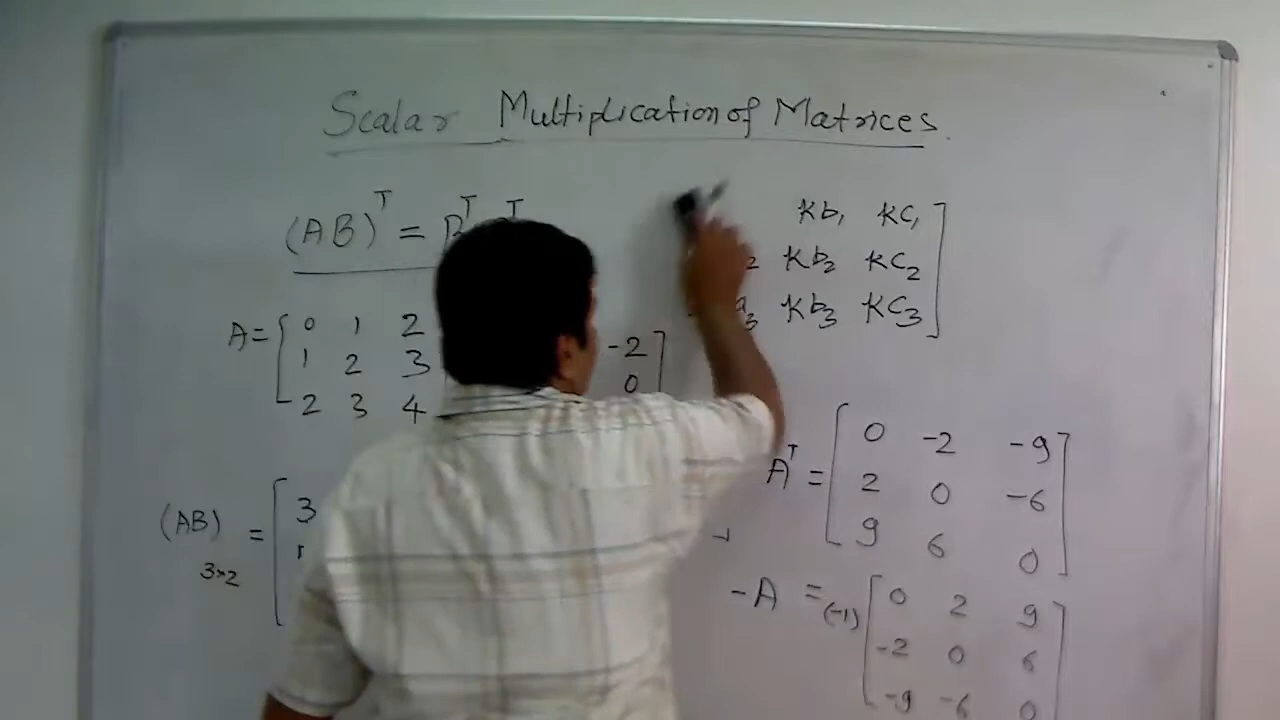 Scalar Multiplication of Matrices.
(AB)ᵀ = Bᵀ ᵀ
kb₁ kc₁
₂ kb₂ kc₂
a₃ kb₃ kc₃
A = [ 0 1 2
1 2 3
2 3 4
-2 ]
0
(AB) = [ 3
3×2
Aᵀ = [ 0 -2 -9 ]
2 0 -6
9 6 0
-A = (-1) [ 0 2 9 ]
-2 0 6
-9 -6 0